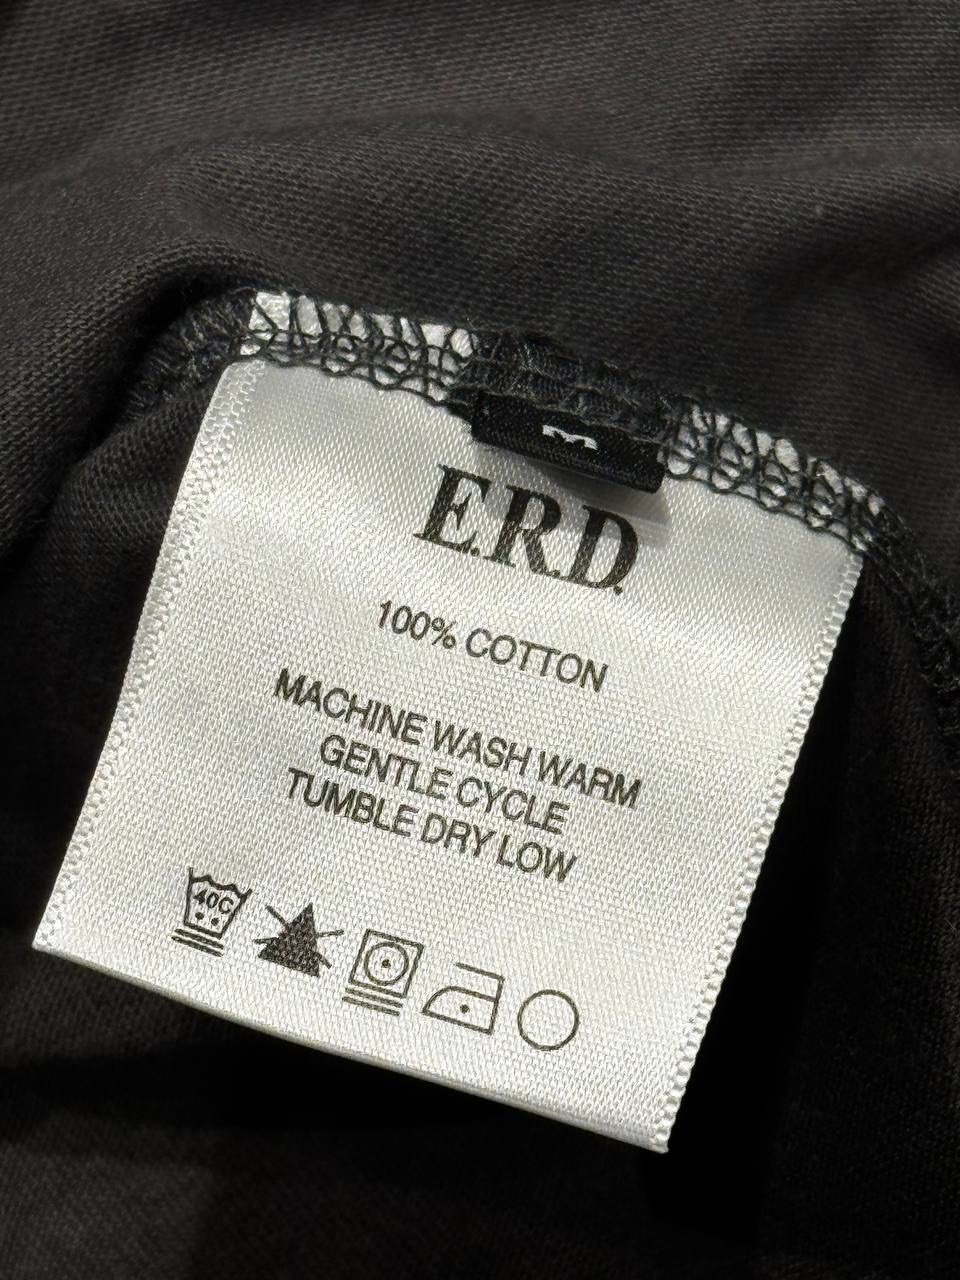 M
E.R.D.
100% COTTON
MACHINE WASH WARM
GENTLE CYCLE
TUMBLE DRY LOW
40C